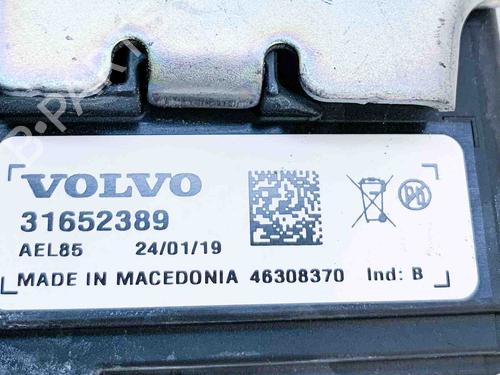 VOLVO
31652389
AEL85 24/01/19
MADE IN MACEDONIA 46308370 Ind: B